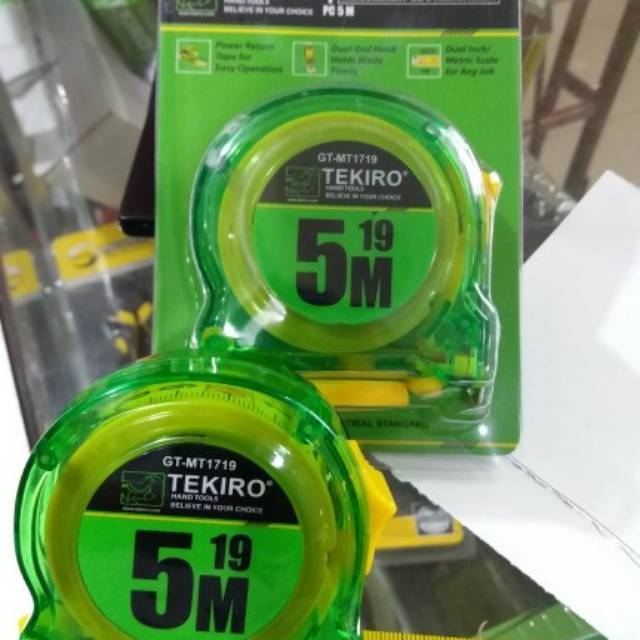 HAND TOOLS
BELIEVE IN YOUR CHOICE
PC 5 M
Power Return
Tape for
Easy Operation
Dual End Hook
Holds Blade
Firmly
Dual Inch/
Metric Scale
for Any Job
GT-MT1719
TEKIRO®
HAND TOOLS
BELIEVE IN YOUR CHOICE
5 19
M
STANDARD
GT-MT1719
TEKIRO®
HAND TOOLS
BELIEVE IN YOUR CHOICE
5 19
M